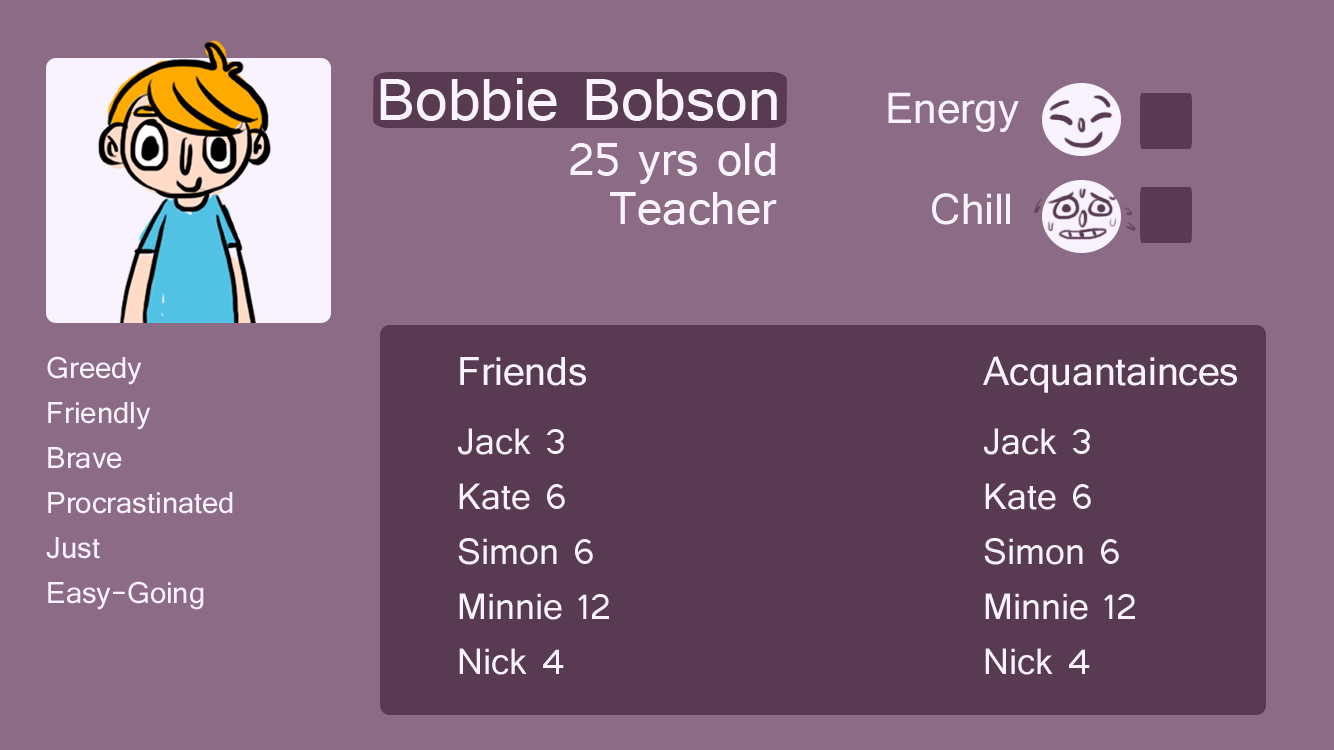 Bobbie Bobson
25 yrs old
Teacher
Energy
Chill
Greedy
Friendly
Brave
Procrastinated
Just
Easy-Going
Friends
Jack 3
Kate 6
Simon 6
Minnie 12
Nick 4
Acquantainces
Jack 3
Kate 6
Simon 6
Minnie 12
Nick 4